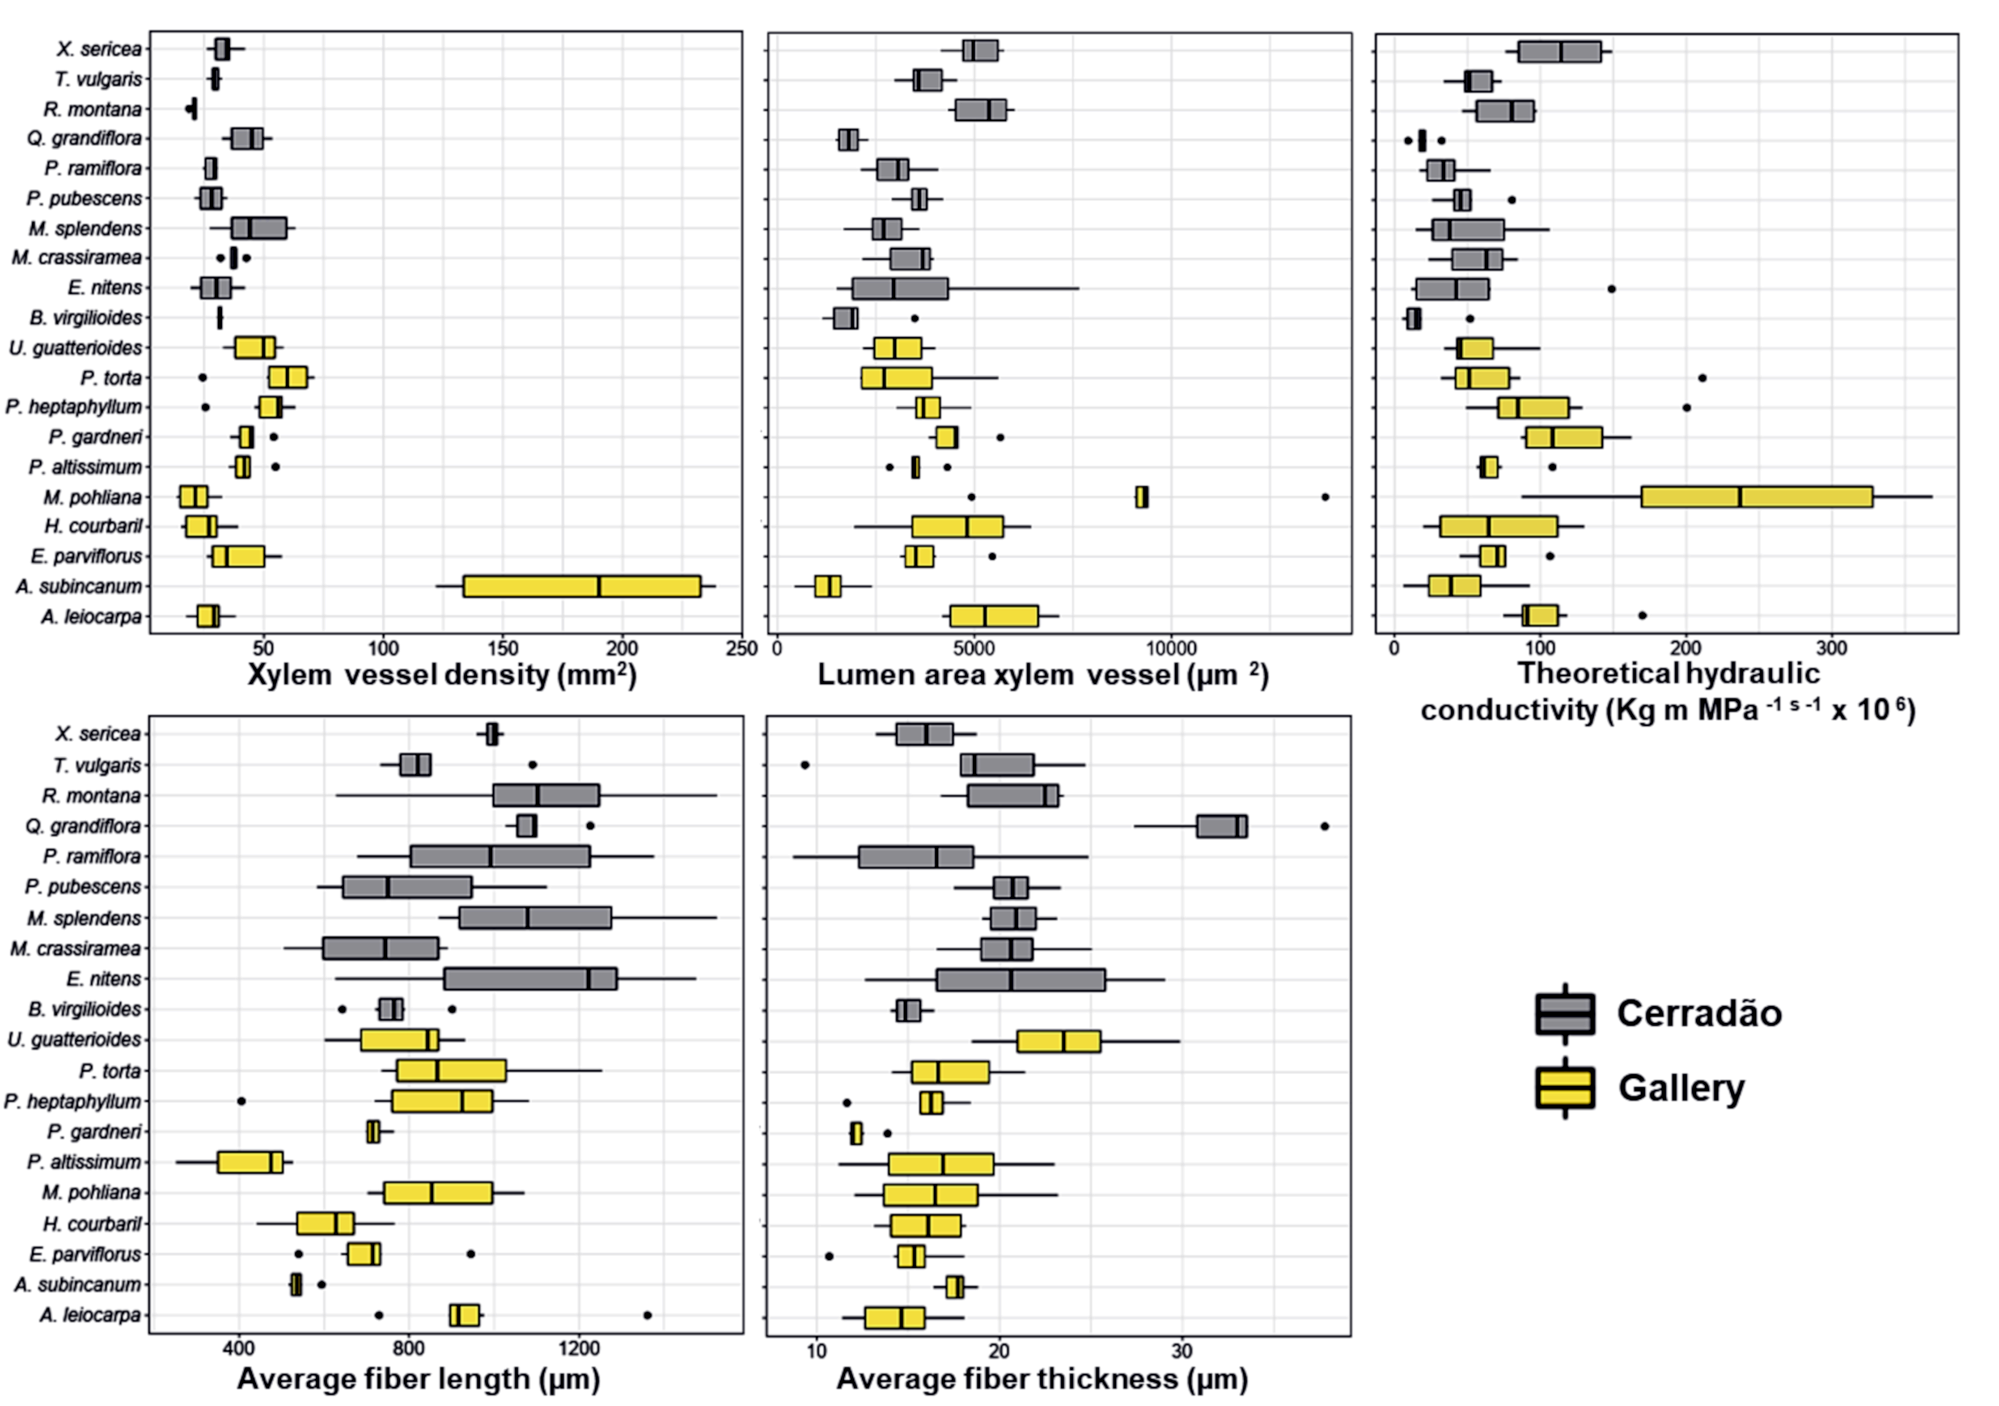 X. sericea
T. vulgaris
R. montana
Q. grandiflora
P. ramiflora
P. pubescens
M. splendens
M. crassiramea
E. nitens
B. virgilioides
U. guatterioides
P. torta
P. heptaphyllum
P. gardneri
P. altissimum
M. pohliana
H. courbaril
E. parviflorus
A. subincanum
A. leiocarpa
50 100 150 200 250
Xylem vessel density (mm²)
0 5000 10000
Lumen area xylem vessel (µm ²)
0 100 200 300
Theoretical hydraulic
conductivity (Kg m MPa ⁻¹ ˢ ⁻¹ x 10 ⁶)
X. sericea
T. vulgaris
R. montana
Q. grandiflora
P. ramiflora
P. pubescens
M. splendens
M. crassiramea
E. nitens
B. virgilioides
U. guatterioides
P. torta
P. heptaphyllum
P. gardneri
P. altissimum
M. pohliana
H. courbaril
E. parviflorus
A. subincanum
A. leiocarpa
400 800 1200
Average fiber length (µm)
10 20 30
Average fiber thickness (µm)
Cerradão
Gallery